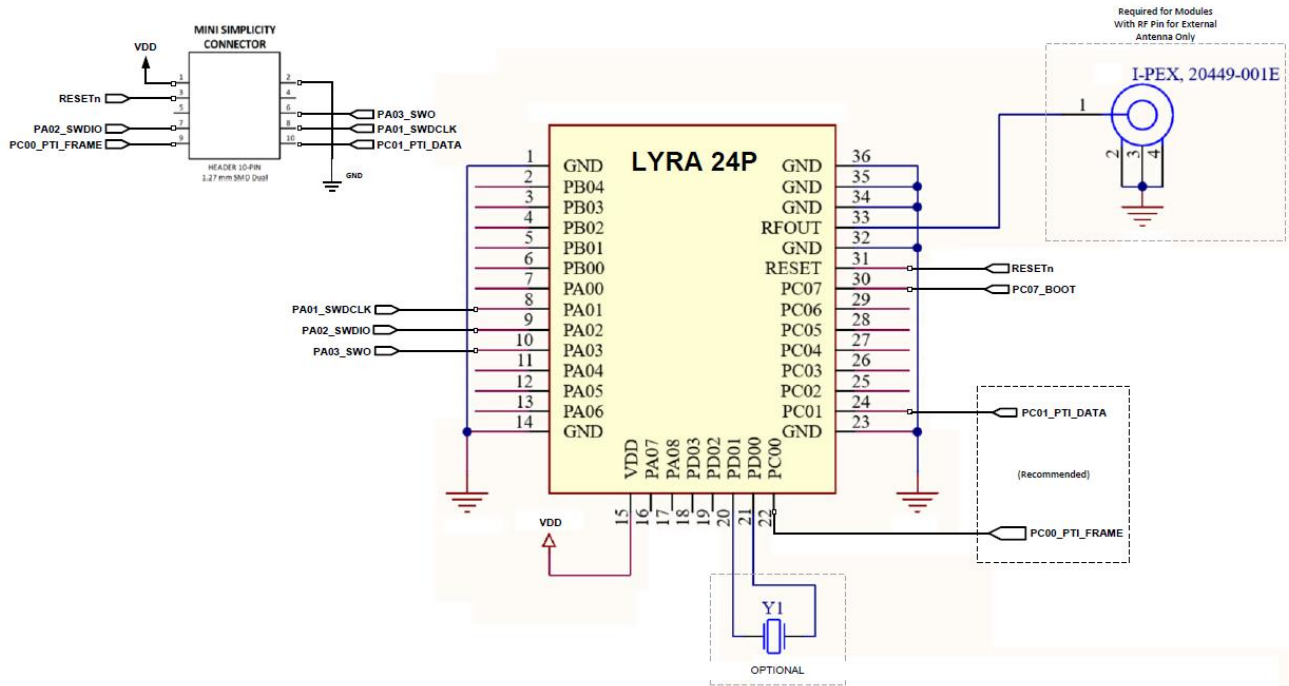 MINI SIMPLICITY
CONNECTOR
VDD
1
2
RESETn
3
4
5
6
PA03_SWO
PA02_SWDIO
7
8
PA01_SWDCLK
PC00_PTI_FRAME
9
10
PC01_PTI_DATA
HEADER 10-PIN
1.27 mm SMD Dual
GND
Required for Modules
With RF Pin for External
Antenna Only
I-PEX, 20449-001E
1
2
3
4
LYRA 24P
1 GND
2 PB04
3 PB03
4 PB02
5 PB01
6 PB00
7 PA00
PA01_SWDCLK 8 PA01
PA02_SWDIO 9 PA02
PA03_SWO 10 PA03
11 PA04
12 PA05
13 PA06
14 GND
GND 36
GND 35
GND 34
RFOUT 33
GND 32
RESET 31 RESETn
PC07 30 PC07_BOOT
PC06 29
PC05 28
PC04 27
PC03 26
PC02 25
PC01 24 PC01_PTI_DATA
GND 23
(Recommended)
PC00_PTI_FRAME
VDD 15
PA07 16
PA08 17
PD03 18
PD02 19
PD01 20
PD00 21
PC00 22
VDD
Y1
OPTIONAL